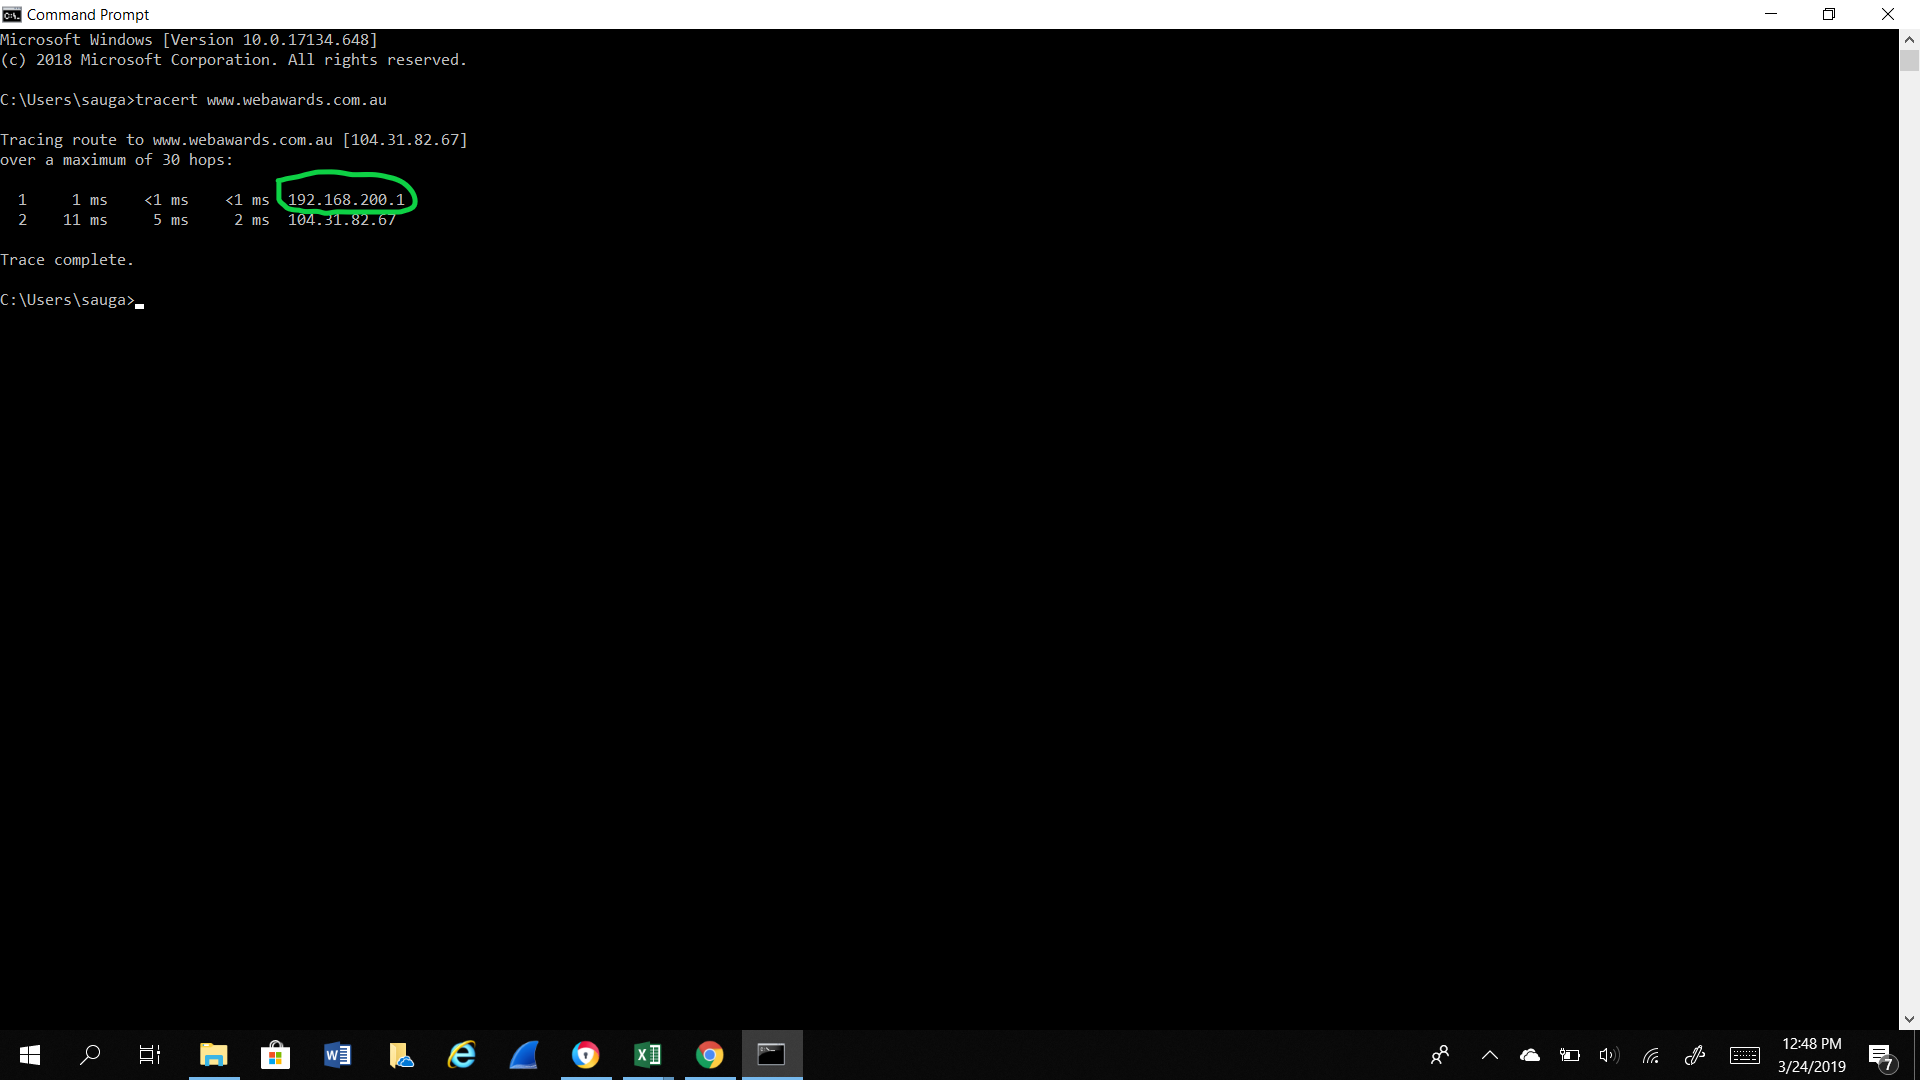 Command Prompt
Microsoft Windows [Version 10.0.17134.648]
(c) 2018 Microsoft Corporation. All rights reserved.
C:\Users\sauga>tracert www.webawards.com.au
Tracing route to www.webawards.com.au [104.31.82.67]
over a maximum of 30 hops:
1 1 ms <1 ms <1 ms 192.168.200.1
2 11 ms 5 ms 2 ms 104.31.82.67
Trace complete.
C:\Users\sauga>
12:48 PM
3/24/2019
7